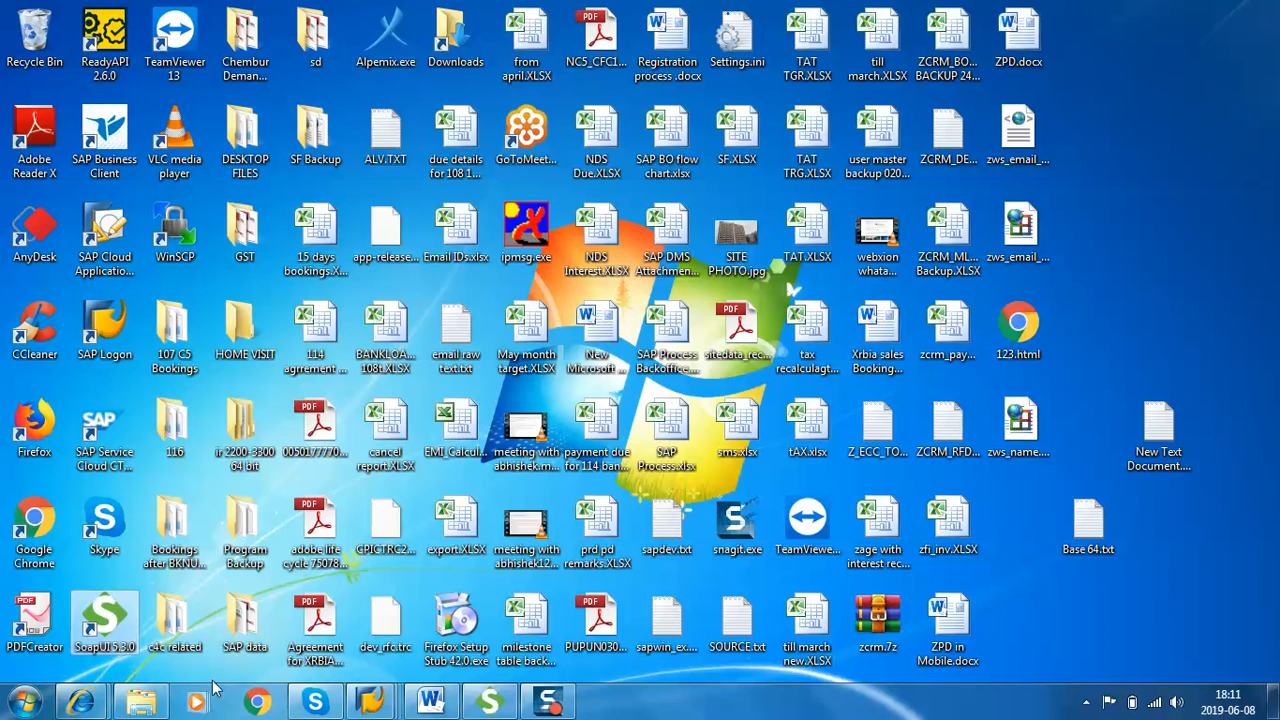 Recycle Bin
ReadyAPI 2.6.0
TeamViewer 13
Chembur Deman...
sd
Alpemix.exe
Downloads
from april.XLSX
NC5_CFC1...
Registration process .docx
Settings.ini
TAT TGR.XLSX
till march.XLSX
ZCRM_BO... BACKUP 24...
ZPD.docx
Adobe Reader X
SAP Business Client
VLC media player
DESKTOP FILES
SF Backup
ALV.TXT
due details for 108 1...
GoToMeet...
NDS Due.XLSX
SAP BO flow chart.xlsx
SF.XLSX
TAT TRG.XLSX
user master backup 020...
ZCRM_DE...
zws_email_...
AnyDesk
SAP Cloud Applicatio...
WinSCP
GST
15 days bookings.X...
app-release...
Email IDs.xlsx
ipmsg.exe
NDS Interest.XLSX
SAP DMS Attachmen...
SITE PHOTO.jpg
TAT.XLSX
webxion whata...
ZCRM_ML... Backup.XLSX
zws_email_...
CCleaner
SAP Logon
107 C5 Bookings
HOME VISIT
114 agrrement ...
BANKLOA... 108t.XLSX
email raw text.txt
May month target.XLSX
New Microsoft ...
SAP Process Backoffice....
sitedata_rec...
tax recalculagt...
Xrbia sales Booking...
zcrm_pay...
123.html
Firefox
SAP Service Cloud CT...
116
ir 2200-3300 64 bit
PDF
0050177770...
cancel report.XLSX
EMI_Calcul...
meeting with abhishek.m...
payment due for 114 ban...
SAP Process.xlsx
sms.xlsx
tAX.xlsx
Z_ECC_TO...
ZCRM_RFD...
zws_name....
New Text Document....
Google Chrome
Skype
Bookings after BKNU...
Program Backup
adobe life cycle 75078...
CPICTRC2...
export.XLSX
meeting with abhishek12...
prd pd remarks.XLSX
sapdev.txt
snagit.exe
TeamViewe...
zage with interest rec...
zfi_inv.XLSX
Base 64.txt
PDFCreator
SoapUI 5.3.0
c4c related
SAP data
Agreement for XRBIA...
dev_rfc.trc
Firefox Setup Stub 42.0.exe
milestone table back...
PUPUN030...
sapwin_ex....
SOURCE.txt
till march new.XLSX
zcrm.7z
ZPD in Mobile.docx
18:11
2019-06-08